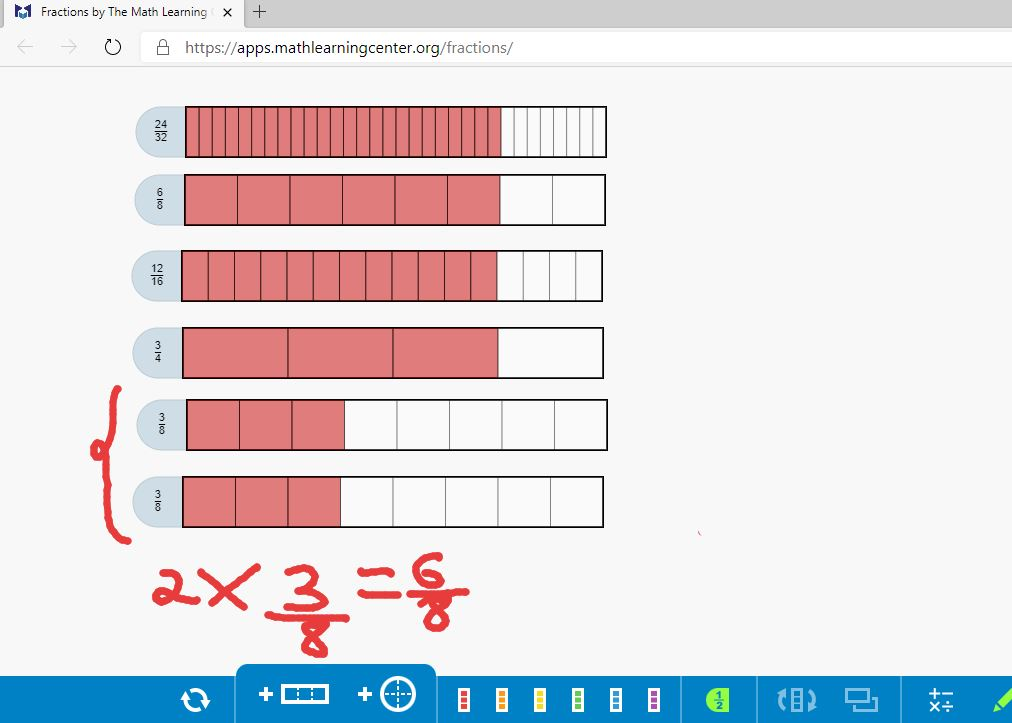 Fractions by The Math Learning
https://apps.mathlearningcenter.org/fractions/
24/32
6/8
12/16
3/4
3/8
3/8
2 × 3/8 = 6/8
+ + 1/2 + − × ÷